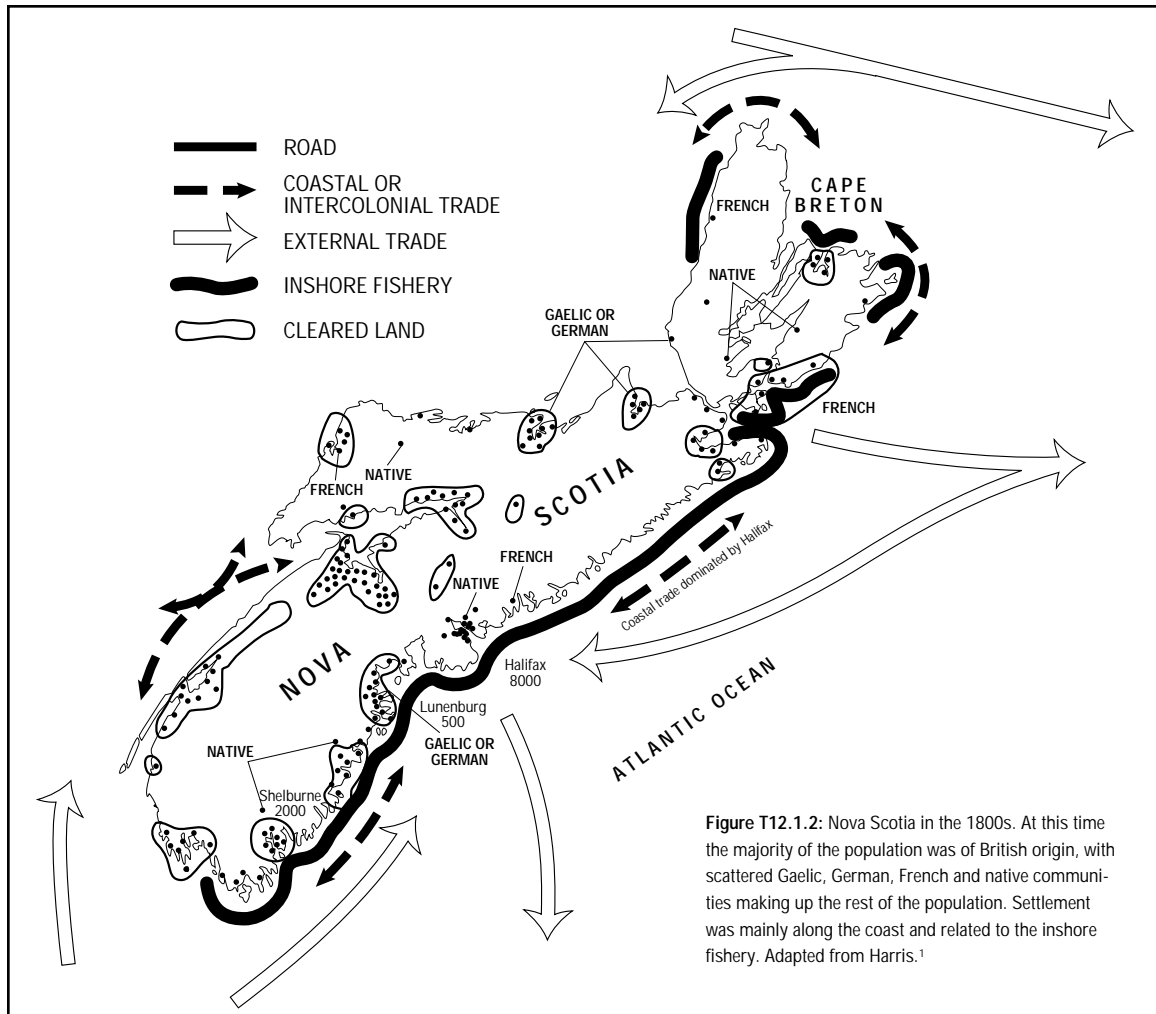 ROAD
COASTAL OR
INTERCOLONIAL TRADE
EXTERNAL TRADE
INSHORE FISHERY
CLEARED LAND
CAPE
BRETON
FRENCH
NATIVE
GAELIC OR
GERMAN
FRENCH
NATIVE
FRENCH
SCOTIA
FRENCH
NATIVE
Coastal trade dominated by Halifax
NOVA
Halifax
8000
Lunenburg
500
GAELIC OR
GERMAN
NATIVE
Shelburne
2000
ATLANTIC OCEAN
Figure T12.1.2: Nova Scotia in the 1800s. At this time
the majority of the population was of British origin, with
scattered Gaelic, German, French and native communi-
ties making up the rest of the population. Settlement
was mainly along the coast and related to the inshore
fishery. Adapted from Harris.¹